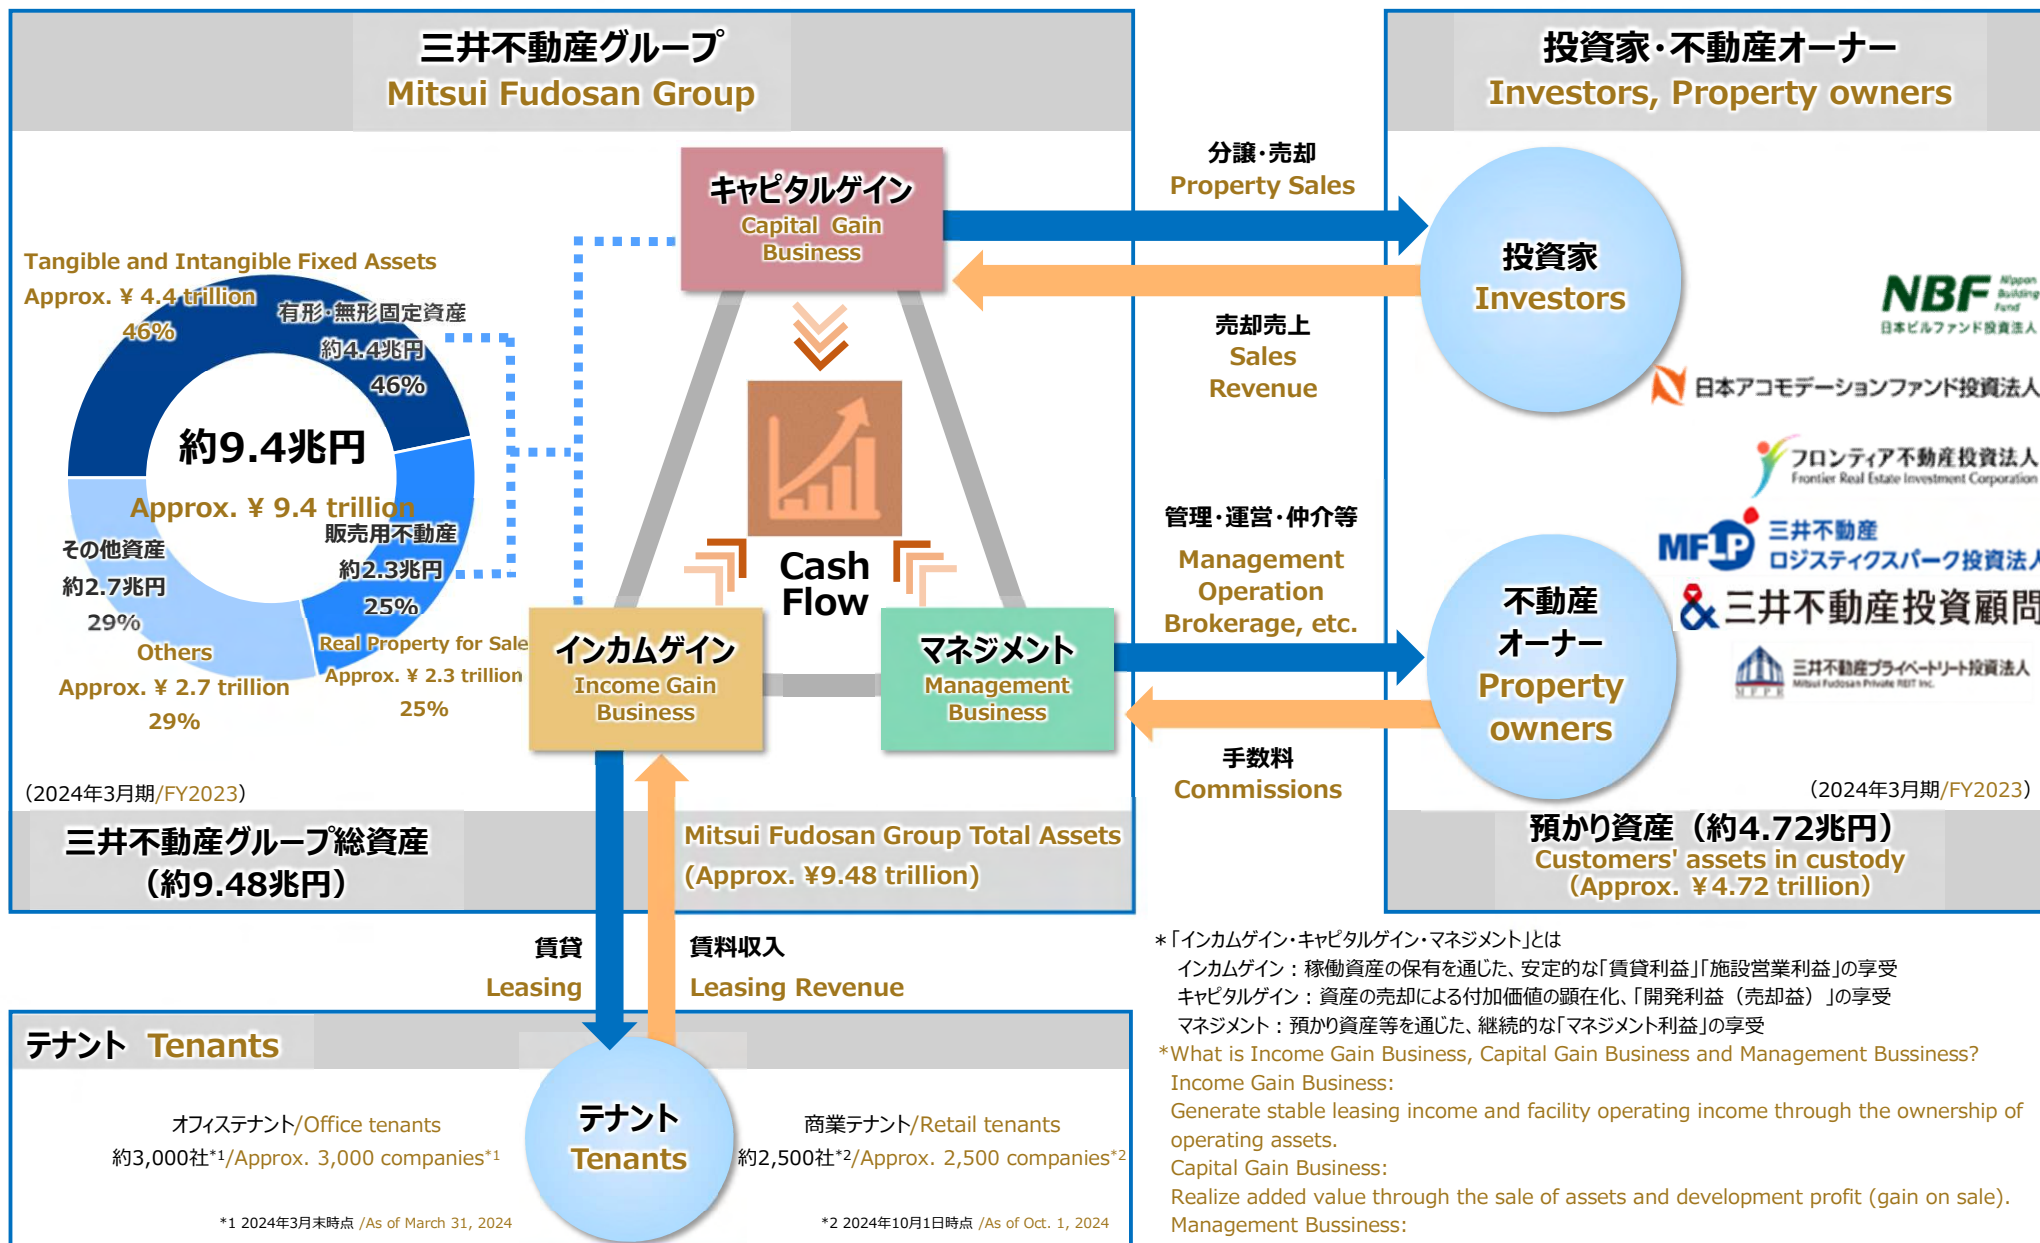 三井不動産グループ
Mitsui Fudosan Group
投資家・不動産オーナー
Investors, Property owners
キャピタルゲイン
Capital Gain
Business
分譲・売却
Property Sales
投資家
Investors
売却売上
Sales
Revenue
Tangible and Intangible Fixed Assets
Approx. ¥ 4.4 trillion
46%
有形・無形固定資産
約4.4兆円
46%
約9.4兆円
Approx. ¥ 9.4 trillion
その他資産
約2.7兆円
29%
Others
Approx. ¥ 2.7 trillion
29%
販売用不動産
約2.3兆円
25%
Real Property for Sale
Approx. ¥ 2.3 trillion
25%
Cash
Flow
インカムゲイン
Income Gain
Business
マネジメント
Management
Business
管理・運営・仲介等
Management
Operation
Brokerage, etc.
不動産
オーナー
Property
owners
手数料
Commissions
NBF Nippon
Building
Fund
日本ビルファンド投資法人
日本アコモデーションファンド投資法人
フロンティア不動産投資法人
Frontier Real Estate Investment Corporation
MFLP 三井不動産
ロジスティクスパーク投資法人
&三井不動産投資顧問
三井不動産プライベートリート投資法人
Mitsui Fudosan Private REIT Inc.
MFPR
（2024年3月期/FY2023）
（2024年3月期/FY2023）
三井不動産グループ総資産
（約9.48兆円）
Mitsui Fudosan Group Total Assets
(Approx. ¥9.48 trillion)
預かり資産（約4.72兆円）
Customers' assets in custody
（Approx. ¥4.72 trillion）
賃貸
Leasing
賃料収入
Leasing Revenue
テナント Tenants
テナント
Tenants
オフィステナント/Office tenants
約3,000社*1/Approx. 3,000 companies*1
*1 2024年3月末時点 /As of March 31, 2024
商業テナント/Retail tenants
約2,500社*2/Approx. 2,500 companies*2
*2 2024年10月1日時点 /As of Oct. 1, 2024
＊「インカムゲイン・キャピタルゲイン・マネジメント」とは
インカムゲイン：稼働資産の保有を通じた、安定的な「賃貸利益」「施設営業利益」の享受
キャピタルゲイン：資産の売却による付加価値の顕在化、「開発利益（売却益）」の享受
マネジメント：預かり資産等を通じた、継続的な「マネジメント利益」の享受
*What is Income Gain Business, Capital Gain Business and Management Bussiness?
Income Gain Business:
Generate stable leasing income and facility operating income through the ownership of
operating assets.
Capital Gain Business:
Realize added value through the sale of assets and development profit (gain on sale).
Management Bussiness: